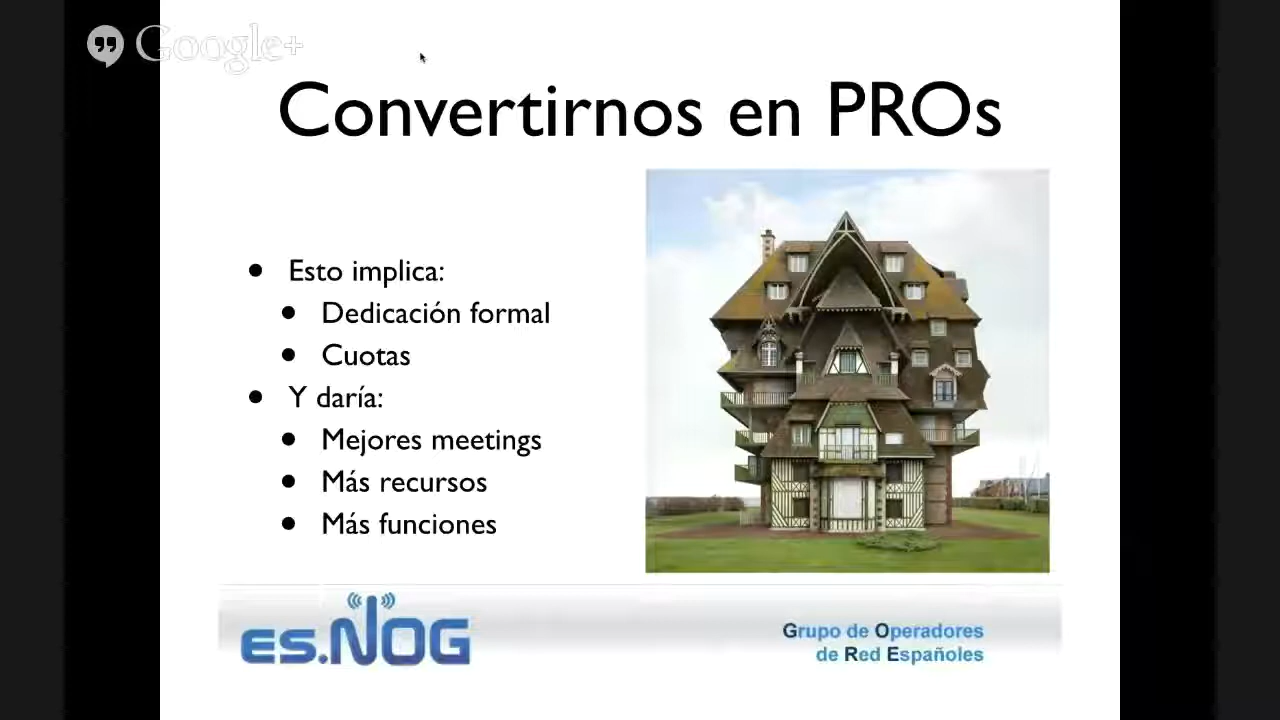 Google+
Convertirnos en PROs
Esto implica:
Dedicación formal
Cuotas
Y daría:
Mejores meetings
Más recursos
Más funciones
es.NOG
Grupo de Operadores
de Red Españoles